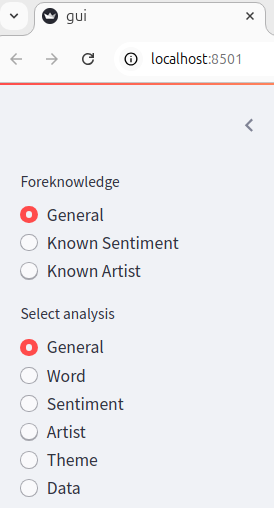 gui
localhost:8501
Foreknowledge
General
Known Sentiment
Known Artist
Select analysis
General
Word
Sentiment
Artist
Theme
Data